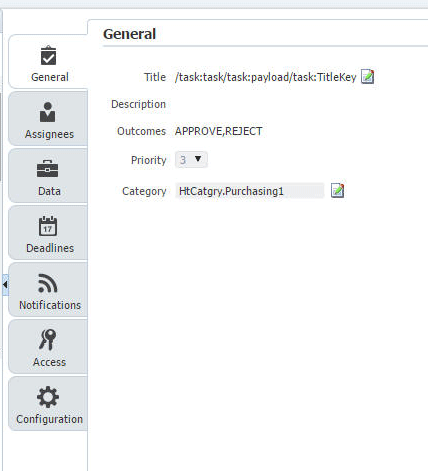 General
General
Title /task:task/task:payload/task:TitleKey
Description
Assignees
Outcomes APPROVE,REJECT
Priority 3
Data
Category HtCatgry.Purchasing1
17
Deadlines
Notifications
Access
Configuration